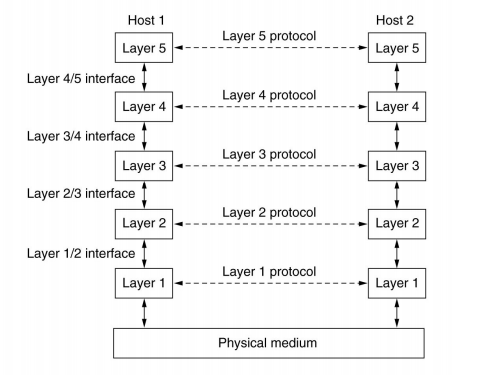 Host 1
Host 2
Layer 5
Layer 5 protocol
Layer 5
Layer 4/5 interface
Layer 4
Layer 4 protocol
Layer 4
Layer 3/4 interface
Layer 3
Layer 3 protocol
Layer 3
Layer 2/3 interface
Layer 2
Layer 2 protocol
Layer 2
Layer 1/2 interface
Layer 1
Layer 1 protocol
Layer 1
Physical medium